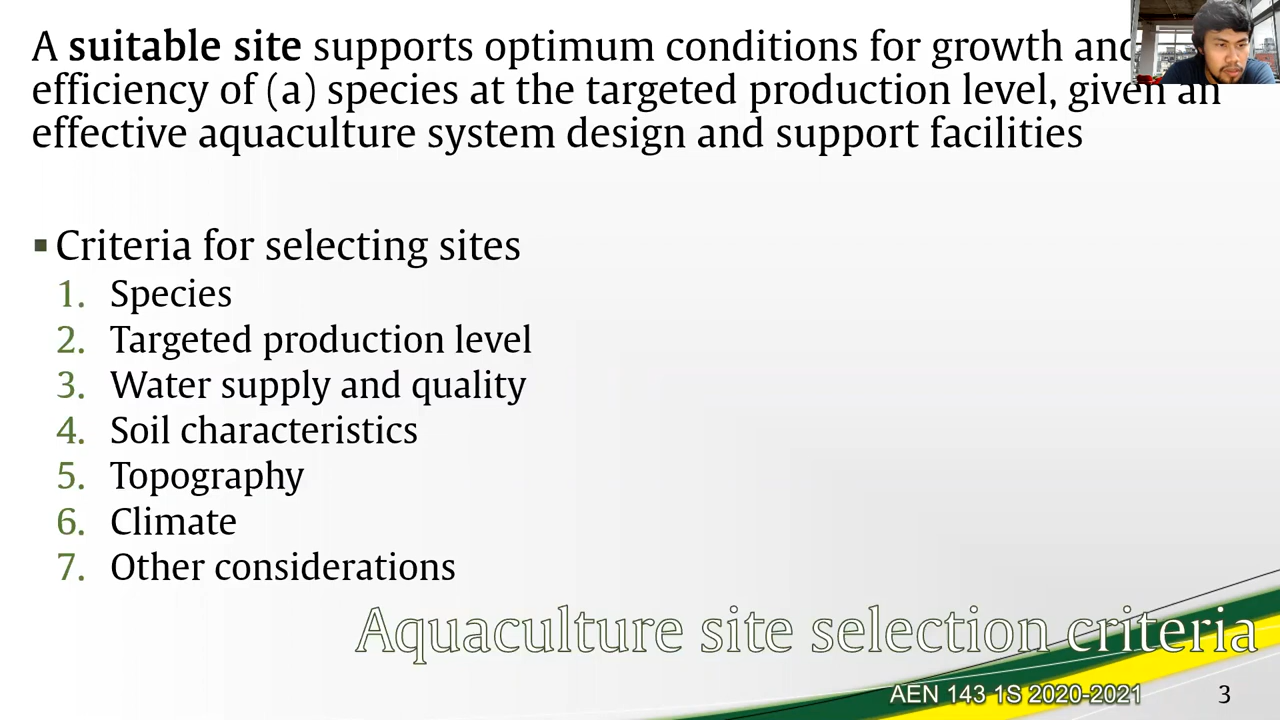 A suitable site supports optimum conditions for growth and
efficiency of (a) species at the targeted production level, given an
effective aquaculture system design and support facilities
▪ Criteria for selecting sites
1. Species
2. Targeted production level
3. Water supply and quality
4. Soil characteristics
5. Topography
6. Climate
7. Other considerations
Aquaculture site selection criteria
AEN 143 1S 2020-2021
3